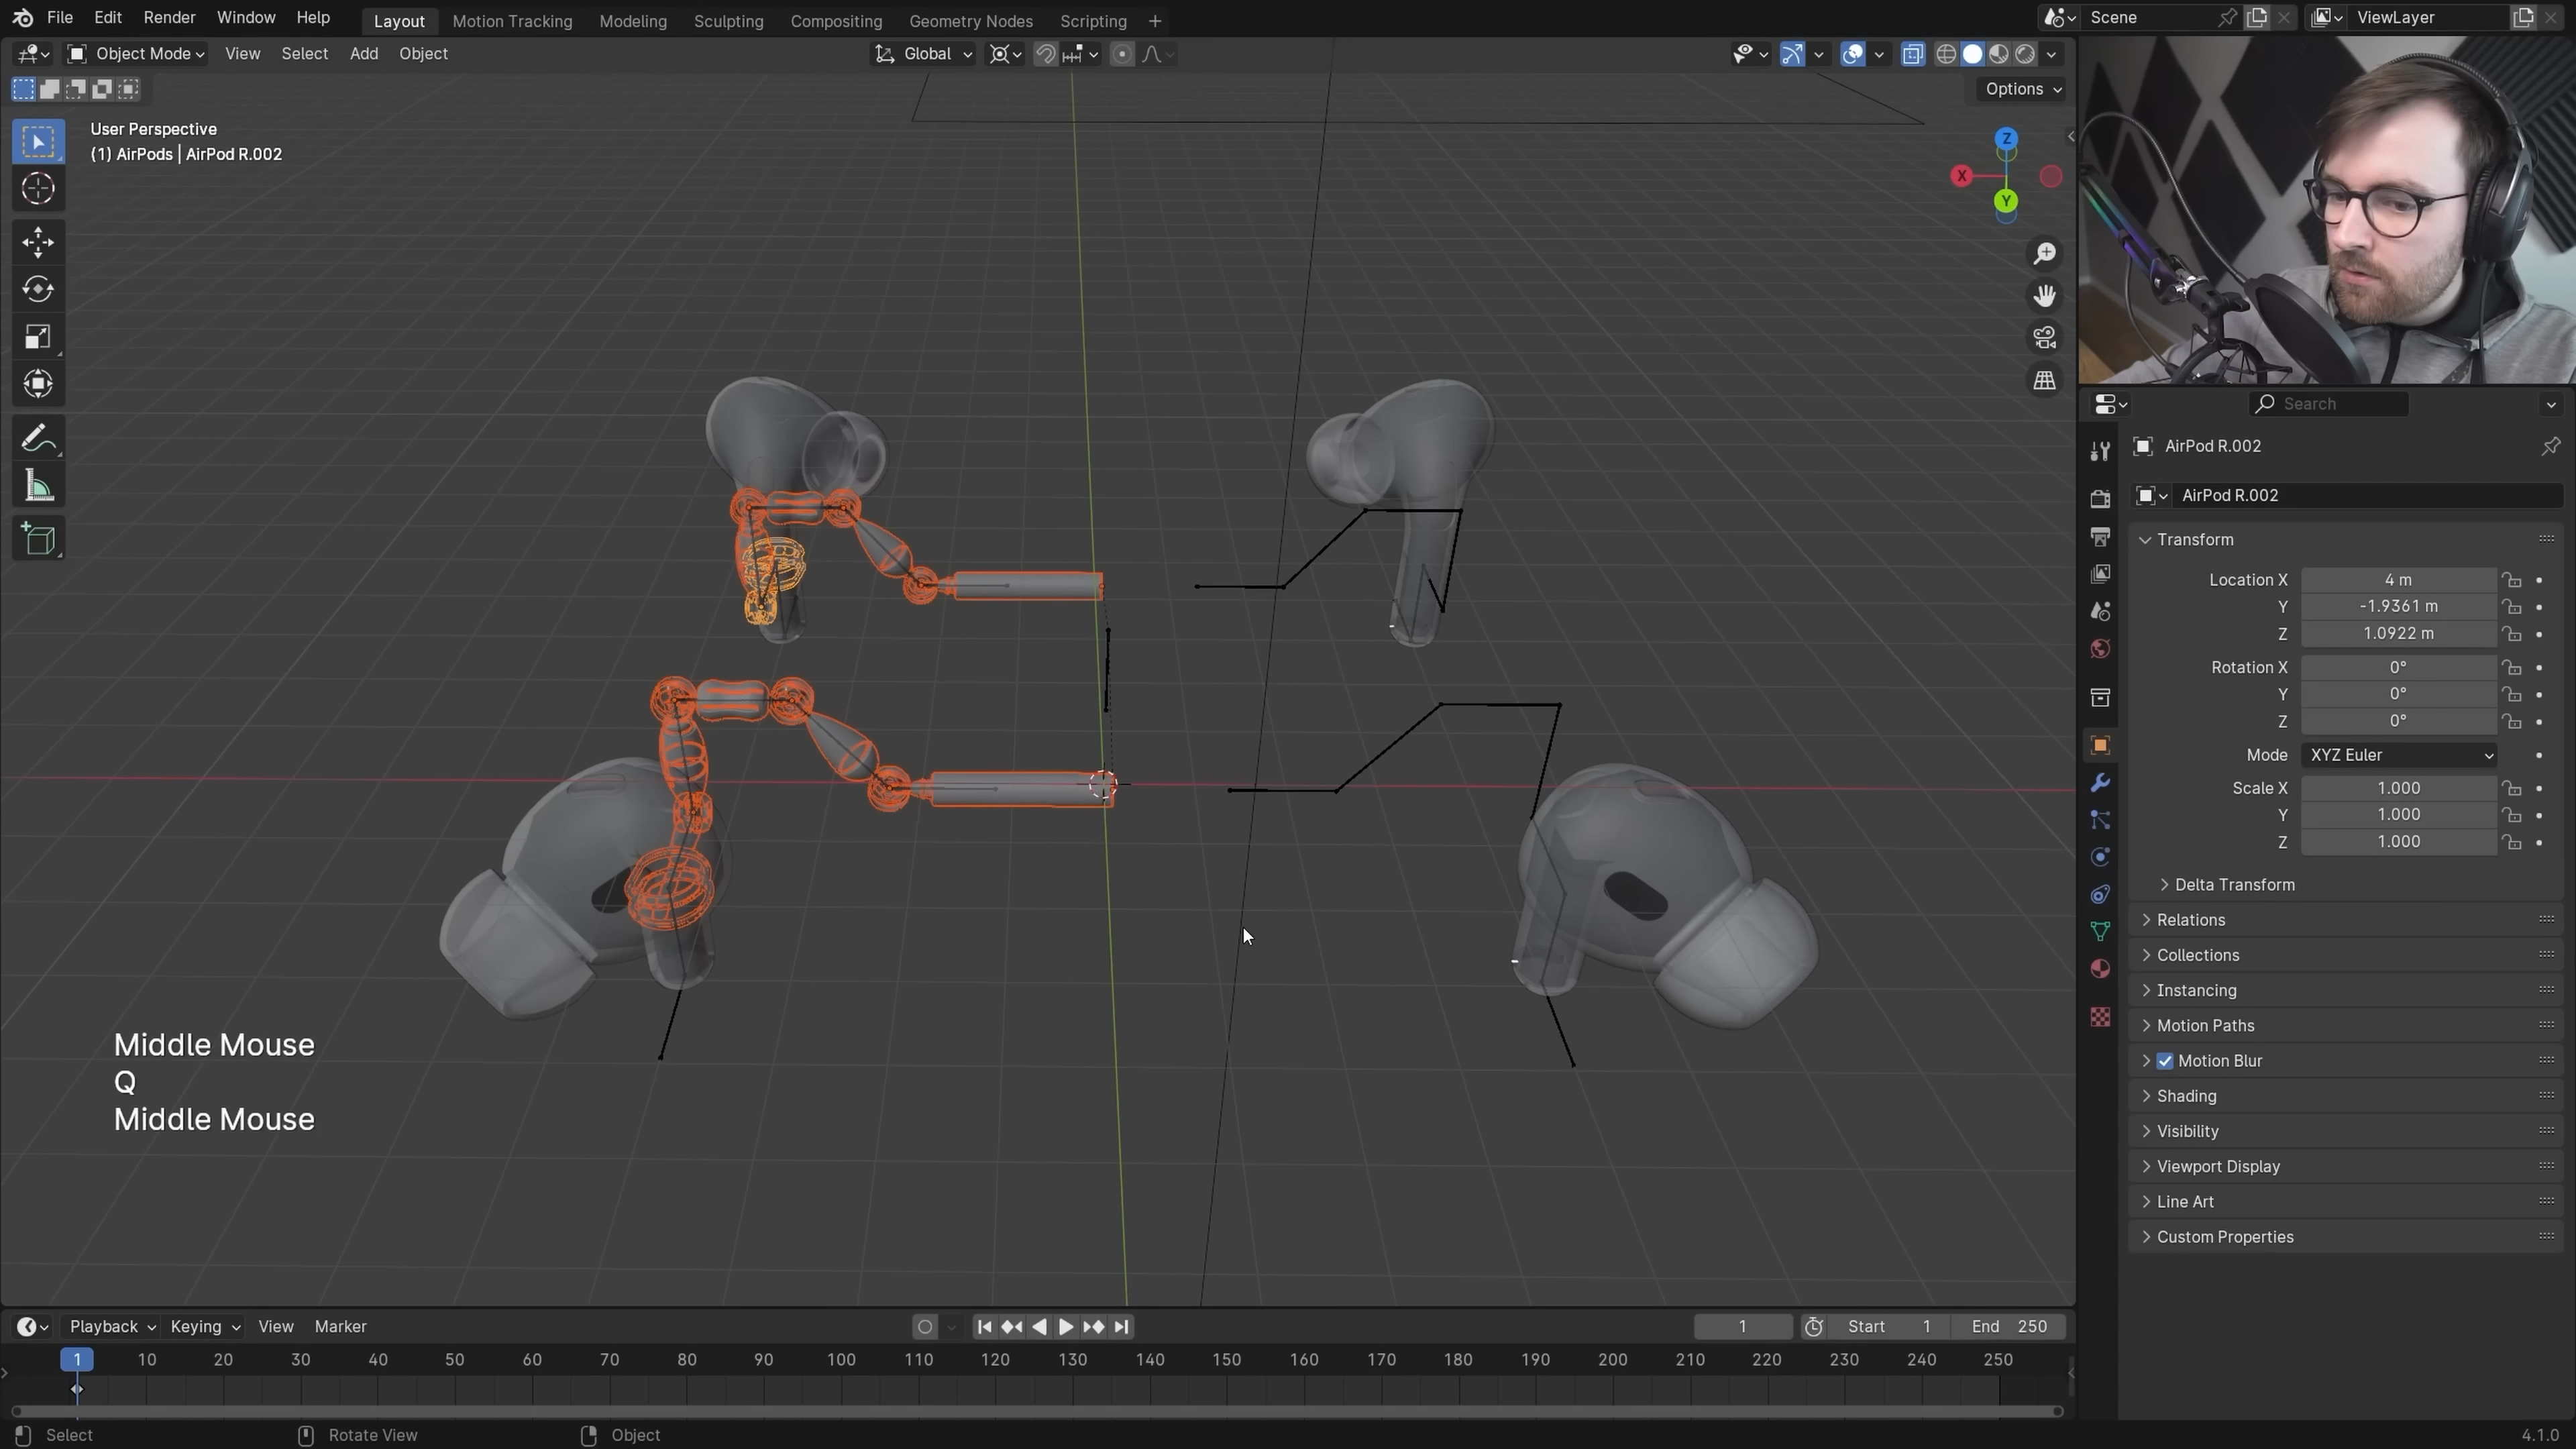 File Edit Render Window Help
Layout Motion Tracking Modeling Sculpting Compositing Geometry Nodes Scripting +
Scene
ViewLayer
Object Mode View Select Add Object
Global
Options
User Perspective
(1) AirPods | AirPod R.002
Z
X
Y
Search
AirPod R.002
AirPod R.002
Transform
Location X 4 m
Y -1.9361 m
Z 1.0922 m
Rotation X 0°
Y 0°
Z 0°
Mode XYZ Euler
Scale X 1.000
Y 1.000
Z 1.000
Delta Transform
Relations
Collections
Instancing
Motion Paths
Motion Blur
Shading
Visibility
Viewport Display
Line Art
Custom Properties
Middle Mouse
Q
Middle Mouse
Playback Keying View Marker
1 Start 1 End 250
1 10 20 30 40 50 60 70 80 90 100 110 120 130 140 150 160 170 180 190 200 210 220 230 240 250
Select Rotate View Object
4.1.0